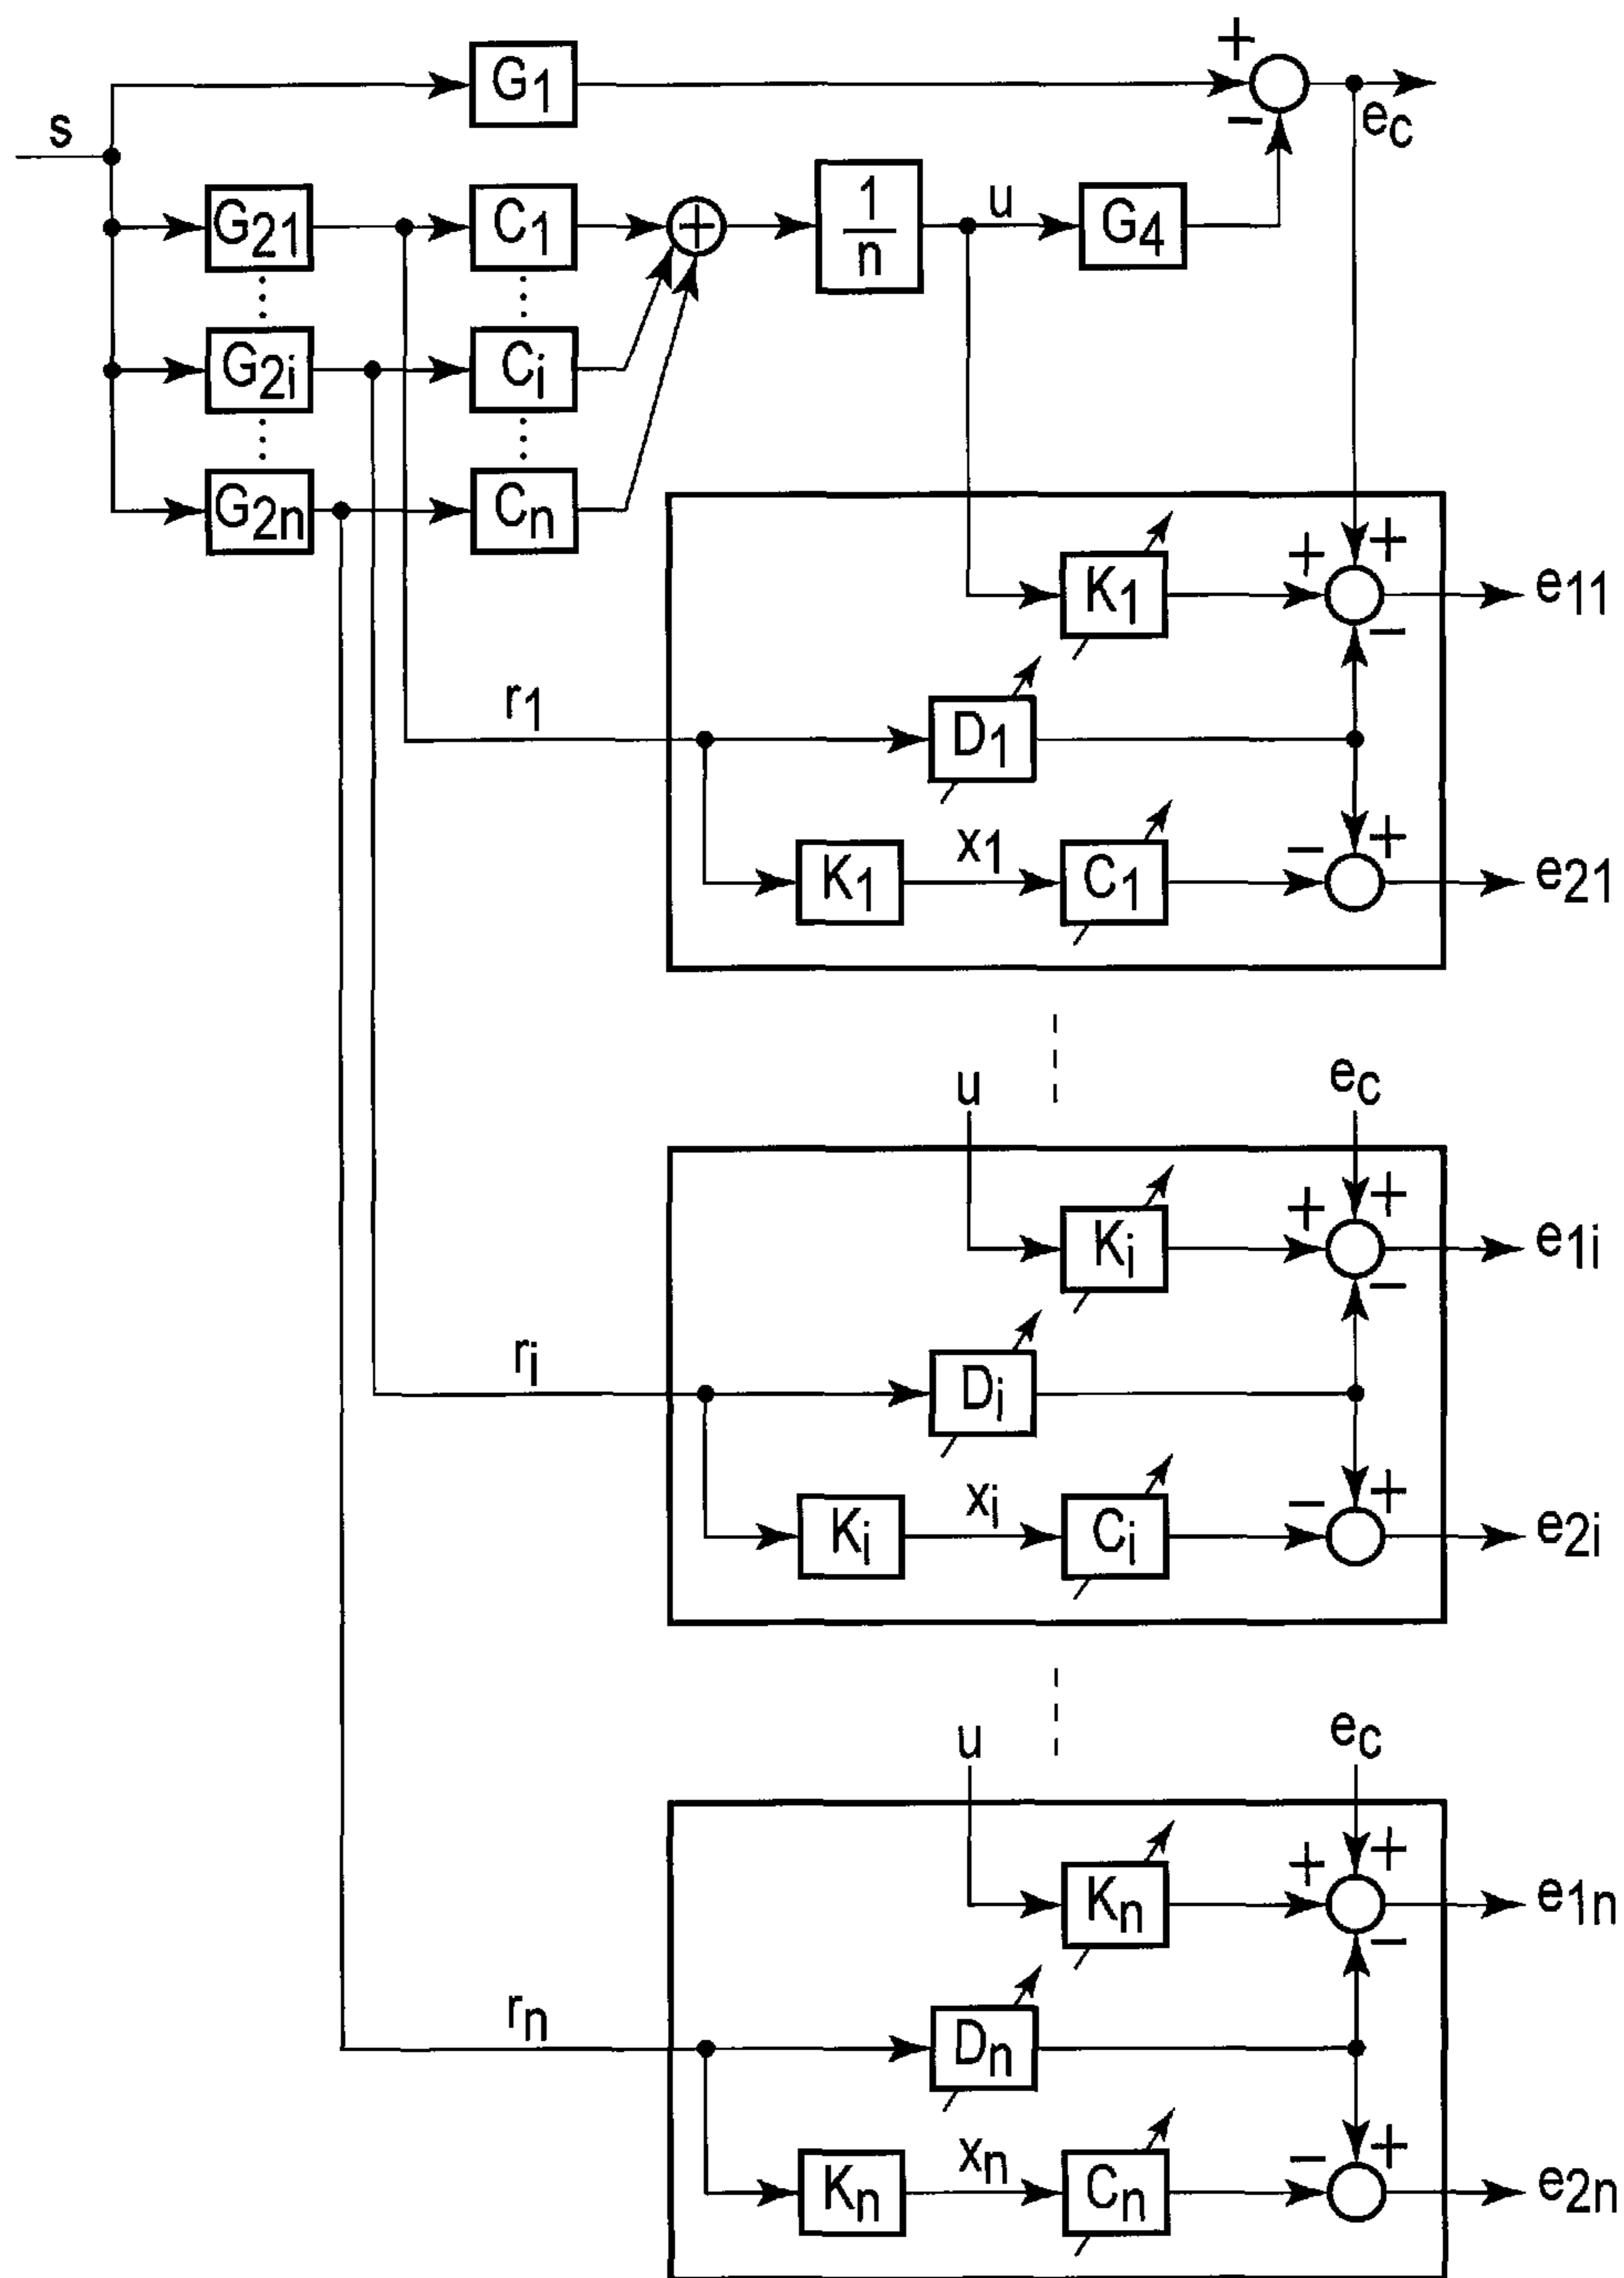 G1
+
s
−
ec
G21
C1
+
1
n
u
G4
G2i
Ci
G2n
Cn
K1
+
+
e11
−
r1
D1
K1
x1
C1
−
+
e21
u
ec
Ki
+
+
e1i
−
ri
Di
Ki
xi
Ci
−
+
e2i
u
ec
Kn
+
+
e1n
−
rn
Dn
Kn
xn
Cn
−
+
e2n